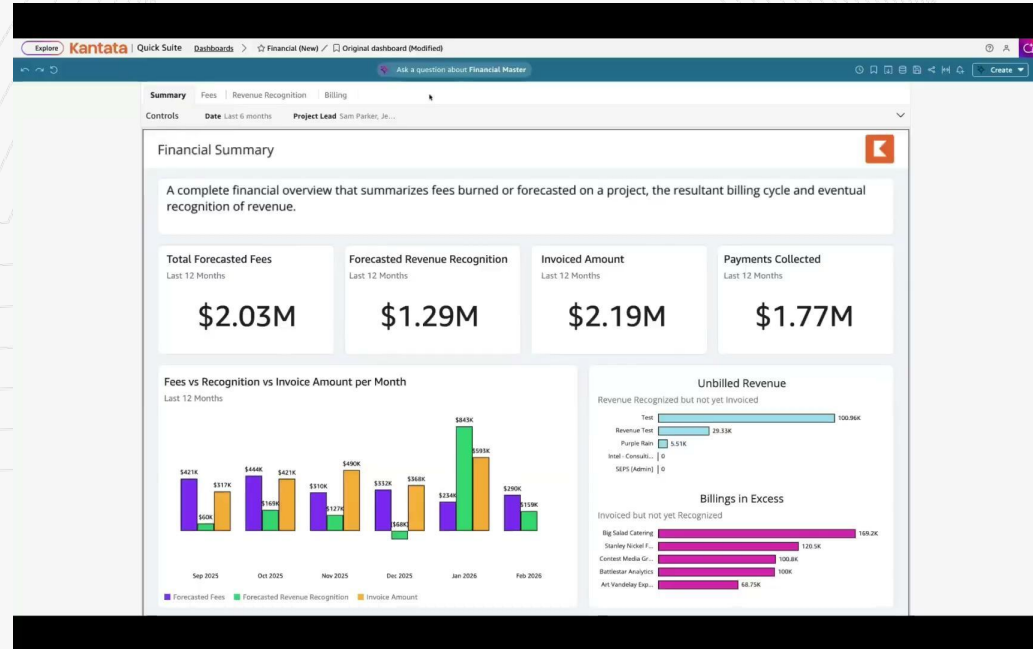 Explore Kantata | Quick Suite Dashboards > Financial (New) / Original dashboard (Modified)
Ask a question about Financial Master
Create
Summary Fees Revenue Recognition Billing
Controls Date Last 6 months Project Lead Sam Parker, Je...
Financial Summary
A complete financial overview that summarizes fees burned or forecasted on a project, the resultant billing cycle and eventual
recognition of revenue.
Total Forecasted Fees
Last 12 Months
$2.03M
Forecasted Revenue Recognition
Last 12 Months
$1.29M
Invoiced Amount
Last 12 Months
$2.19M
Payments Collected
Last 12 Months
$1.77M
Fees vs Recognition vs Invoice Amount per Month
Last 12 Months
$421K $60K $317K
$444K $169K $421K
$310K $127K $490K
$332K $68K $368K
$234K $843K $593K
$290K $159K
Sep 2025 Oct 2025 Nov 2025 Dec 2025 Jan 2026 Feb 2026
Forecasted Fees Forecasted Revenue Recognition Invoice Amount
Unbilled Revenue
Revenue Recognized but not yet Invoiced
Test 100.96K
Revenue Test 29.33K
Purple Rain 5.51K
Intel - Consulti... 0
SEPS (Admin) 0
Billings in Excess
Invoiced but not yet Recognized
Big Salad Catering 169.2K
Stanley Nickel F... 120.5K
Contest Media Gr... 100.8K
Battlestar Analytics 100K
Art Vandelay Exp... 68.75K